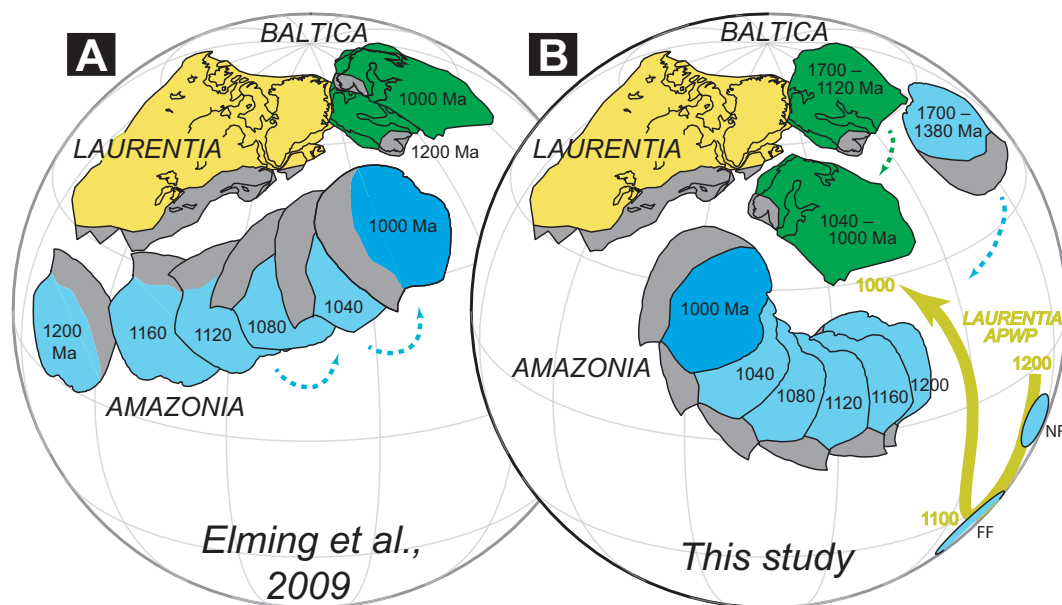 A
BALTICA
1000 Ma
LAURENTIA
1200 Ma
1000 Ma
1200
Ma
1160
1120
1080
1040
AMAZONIA
Elming et al.,
2009
B
BALTICA
1700 –
1120 Ma
1700 –
1380 Ma
LAURENTIA
1040 –
1000 Ma
1000
LAURENTIA
APWP
1200
1000 Ma
AMAZONIA
1040
1080
1120
1160
1200
1100
FF
This study